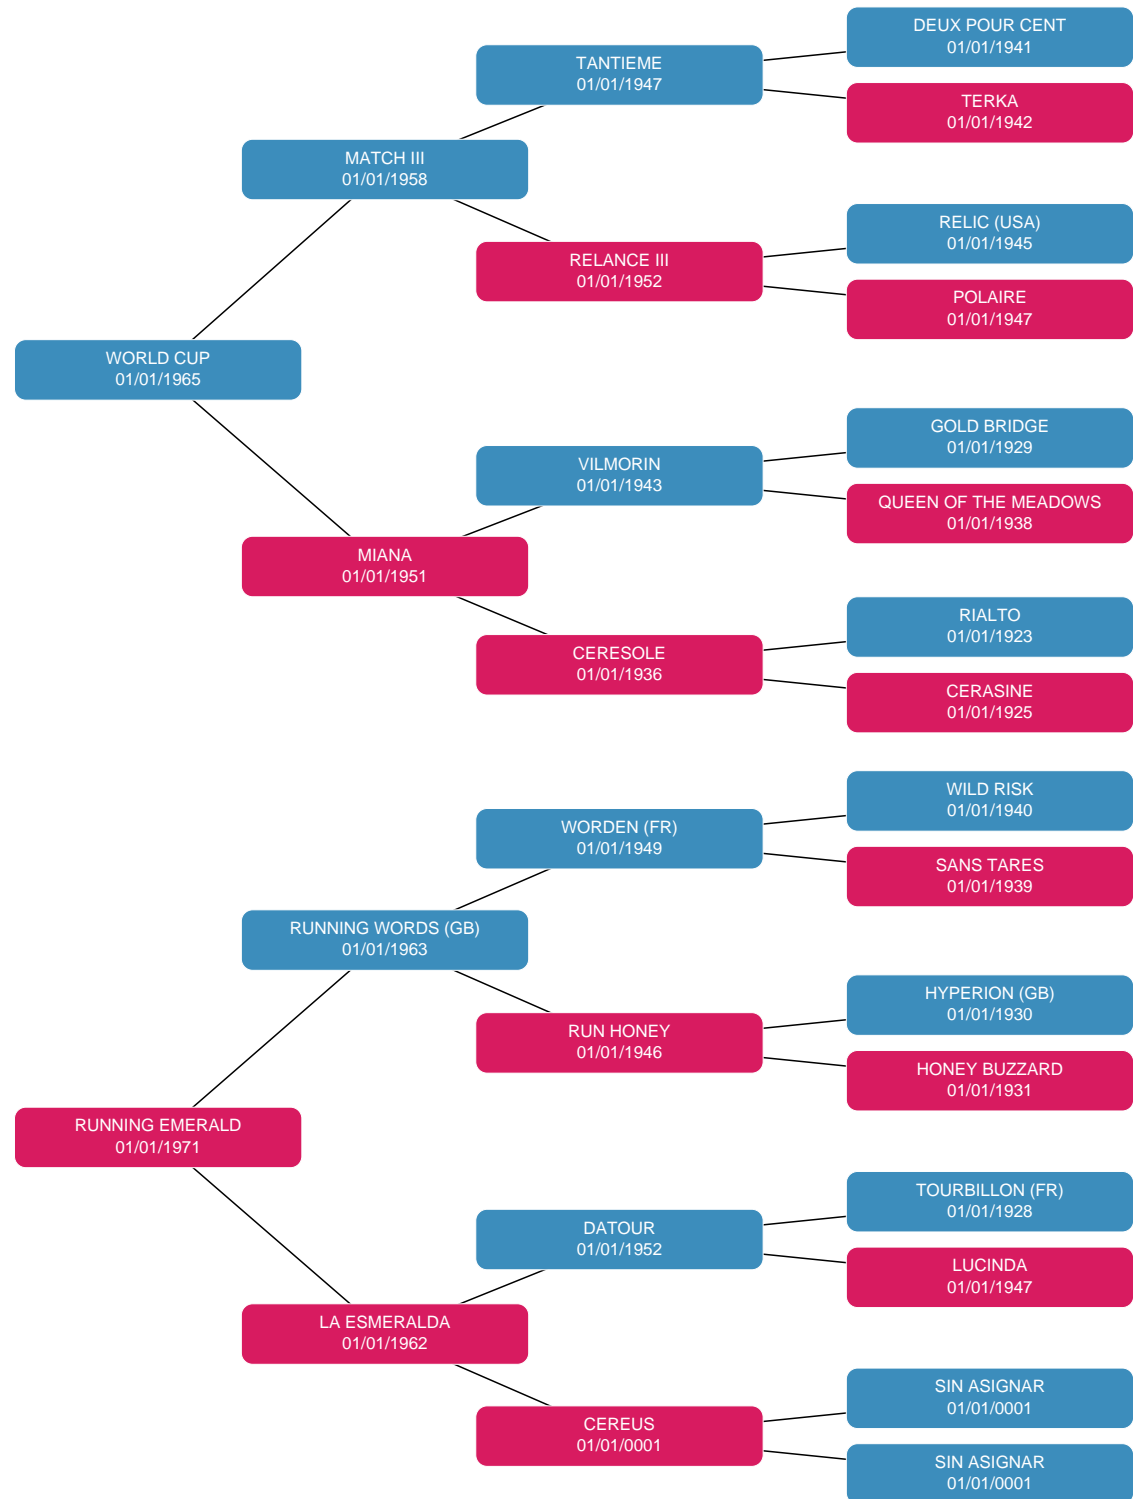 DEUX POUR CENT
01/01/1941
TANTIEME
01/01/1947
TERKA
01/01/1942
MATCH III
01/01/1958
RELIC (USA)
01/01/1945
RELANCE III
01/01/1952
POLAIRE
01/01/1947
WORLD CUP
01/01/1965
GOLD BRIDGE
01/01/1929
VILMORIN
01/01/1943
QUEEN OF THE MEADOWS
01/01/1938
MIANA
01/01/1951
RIALTO
01/01/1923
CERESOLE
01/01/1936
CERASINE
01/01/1925
WILD RISK
01/01/1940
WORDEN (FR)
01/01/1949
SANS TARES
01/01/1939
RUNNING WORDS (GB)
01/01/1963
HYPERION (GB)
01/01/1930
RUN HONEY
01/01/1946
HONEY BUZZARD
01/01/1931
RUNNING EMERALD
01/01/1971
TOURBILLON (FR)
01/01/1928
DATOUR
01/01/1952
LUCINDA
01/01/1947
LA ESMERALDA
01/01/1962
SIN ASIGNAR
01/01/0001
CEREUS
01/01/0001
SIN ASIGNAR
01/01/0001